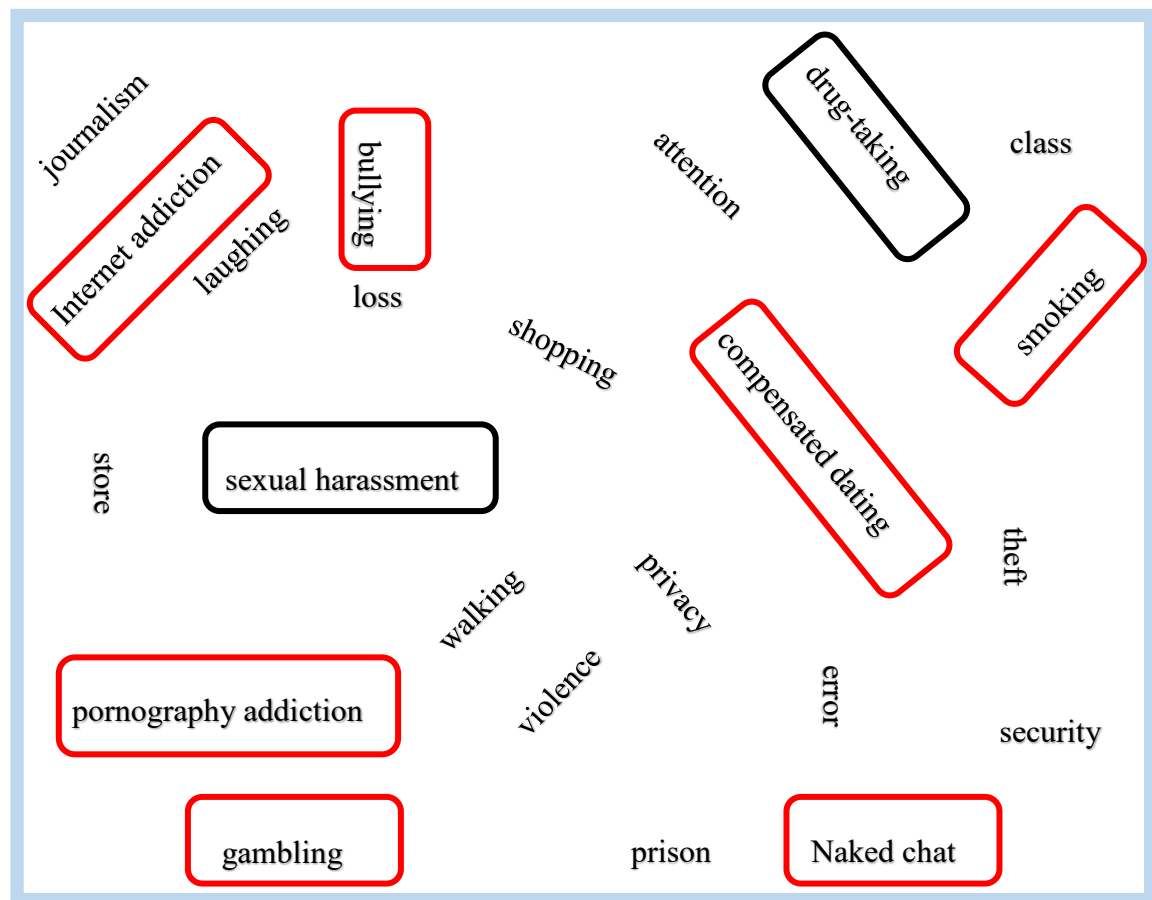 journalism
drug-taking
class
attention
bullying
Internet addiction
laughing
loss
smoking
shopping
compensated dating
sexual harassment
store
theft
walking
privacy
violence
error
pornography addiction
security
gambling
prison
Naked chat